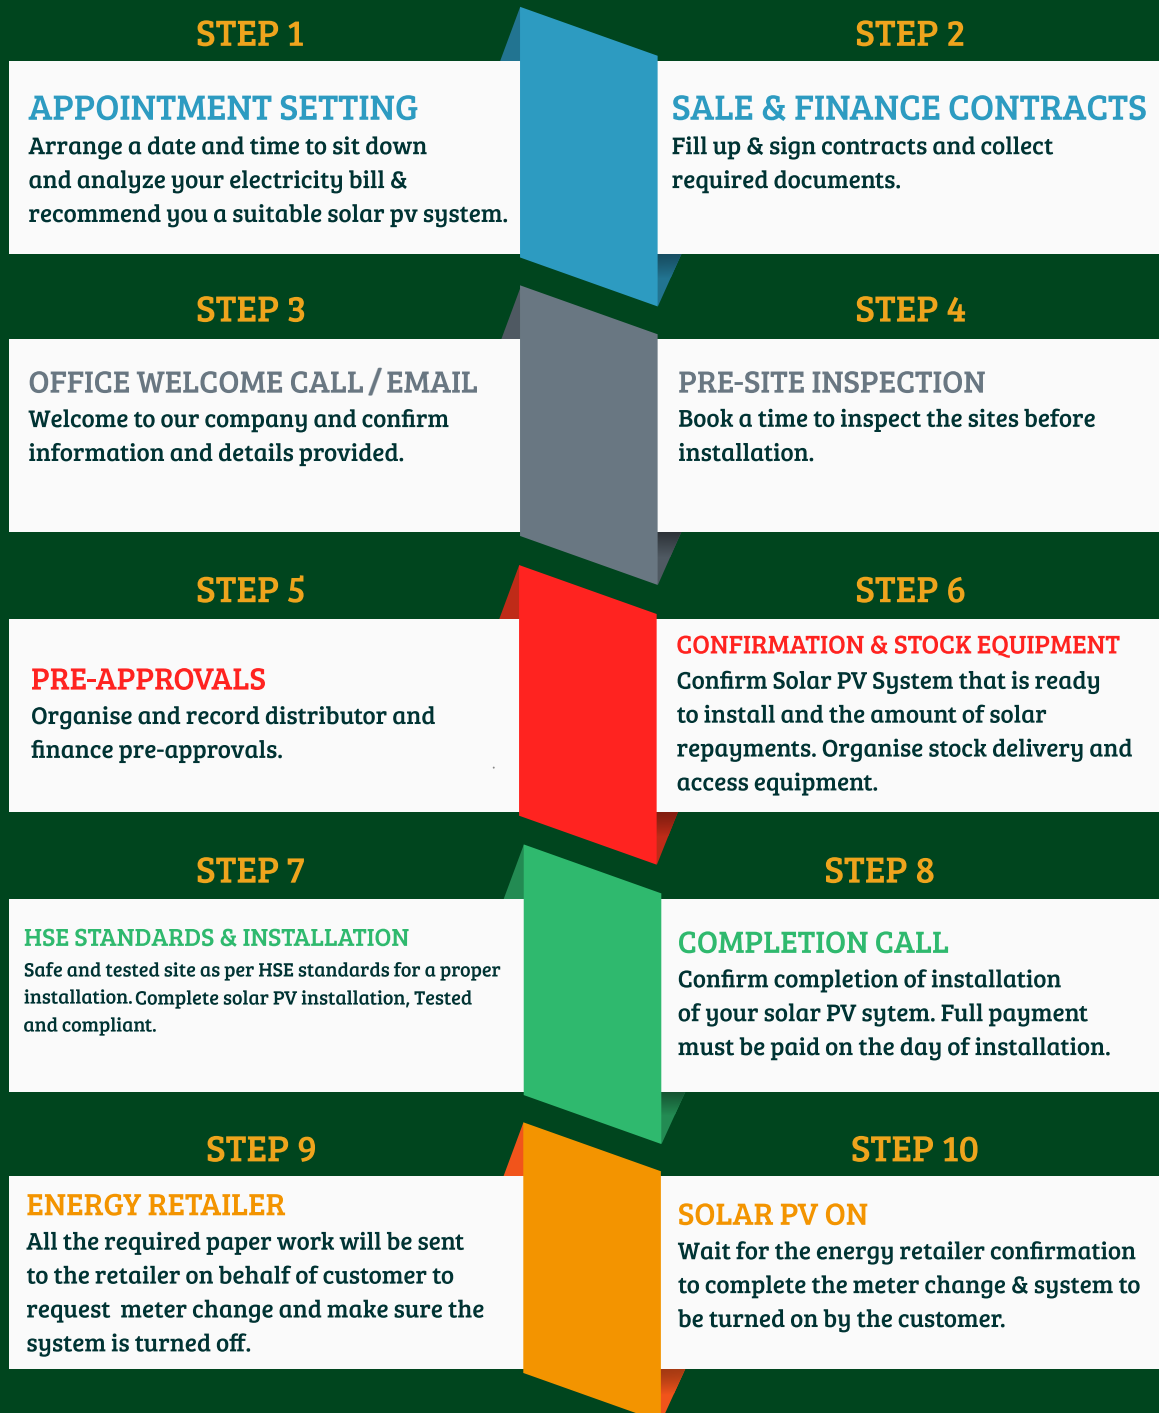 STEP 1
APPOINTMENT SETTING
Arrange a date and time to sit down
and analyze your electricity bill &
recommend you a suitable solar pv system.
STEP 2
SALE & FINANCE CONTRACTS
Fill up & sign contracts and collect
required documents.
STEP 3
OFFICE WELCOME CALL / EMAIL
Welcome to our company and confirm
information and details provided.
STEP 4
PRE-SITE INSPECTION
Book a time to inspect the sites before
installation.
STEP 5
PRE-APPROVALS
Organise and record distributor and
finance pre-approvals.
STEP 6
CONFIRMATION & STOCK EQUIPMENT
Confirm Solar PV System that is ready
to install and the amount of solar
repayments. Organise stock delivery and
access equipment.
STEP 7
HSE STANDARDS & INSTALLATION
Safe and tested site as per HSE standards for a proper
installation. Complete solar PV installation, Tested
and compliant.
STEP 8
COMPLETION CALL
Confirm completion of installation
of your solar PV sytem. Full payment
must be paid on the day of installation.
STEP 9
ENERGY RETAILER
All the required paper work will be sent
to the retailer on behalf of customer to
request meter change and make sure the
system is turned off.
STEP 10
SOLAR PV ON
Wait for the energy retailer confirmation
to complete the meter change & system to
be turned on by the customer.